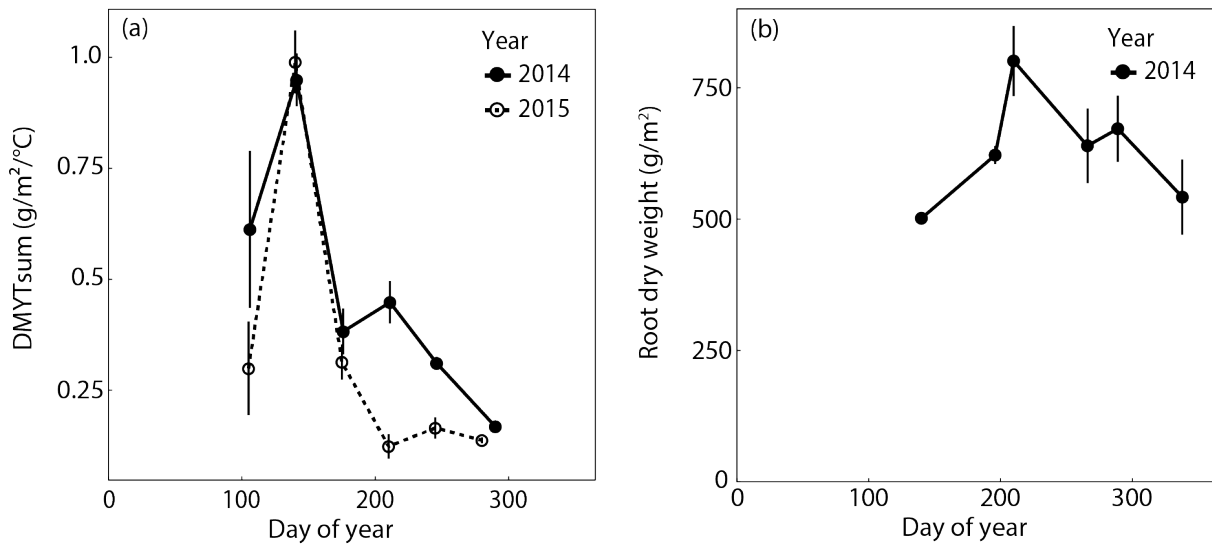 (a)
Year
2014
2015
DMYTsum (g/m²/°C)
1.0
0.75
0.5
0.25
0
100
200
300
Day of year
(b)
Year
2014
Root dry weight (g/m²)
750
500
250
0
0
100
200
300
Day of year